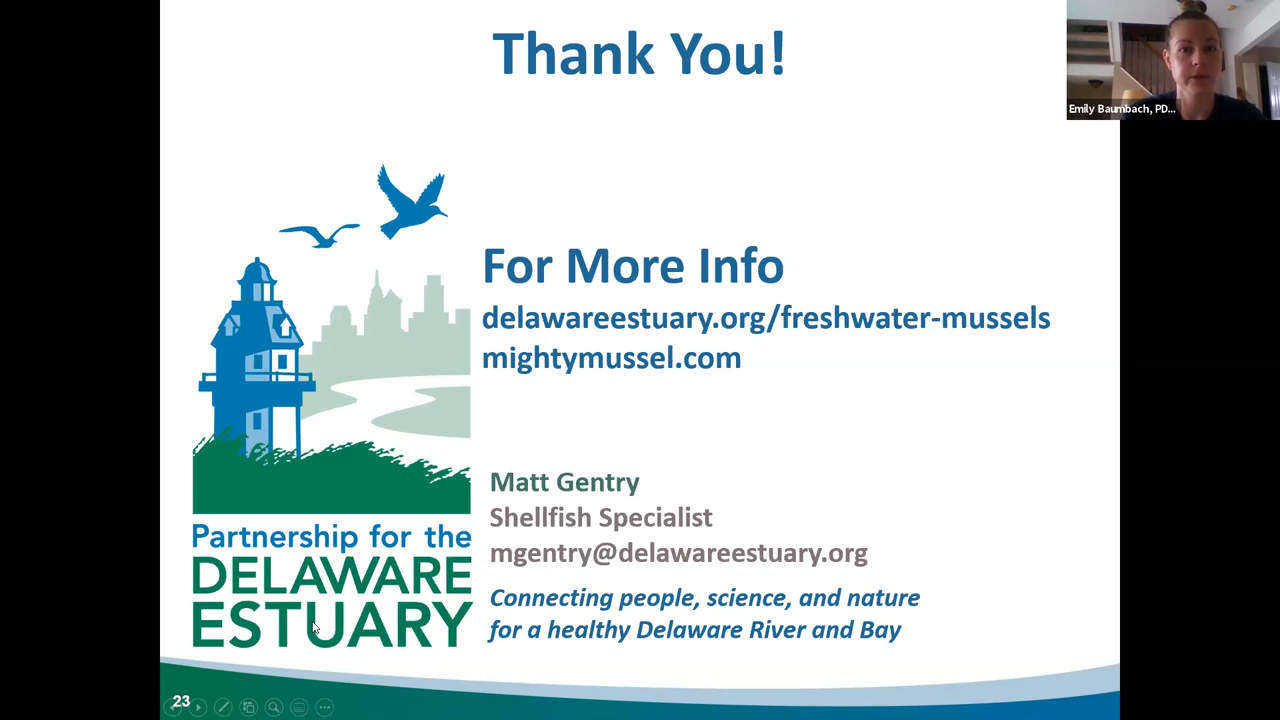 Thank You!
Emily Baumbach, PD...
For More Info
delawareestuary.org/freshwater-mussels
mightymussel.com
Matt Gentry
Shellfish Specialist
mgentry@delawareestuary.org
Connecting people, science, and nature
for a healthy Delaware River and Bay
Partnership for the
DELAWARE
ESTUARY
23